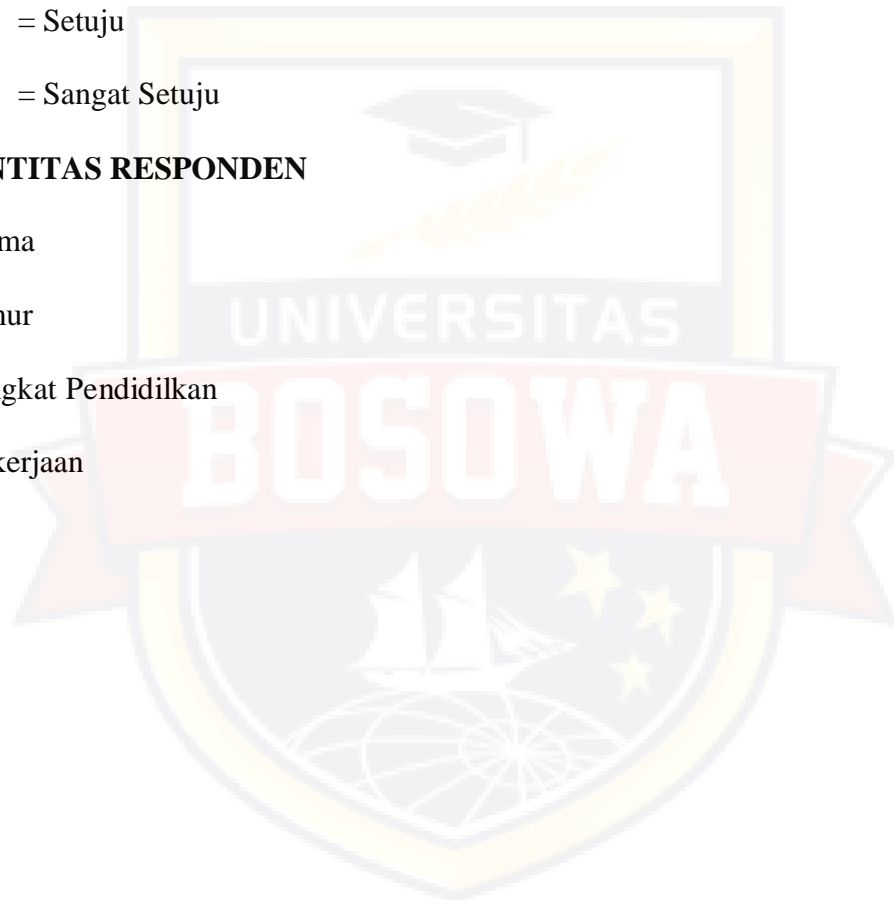 = Setuju
= Sangat Setuju
NTITAS RESPONDEN
ma
nur
gkat Pendidilkan
kerjaan
UNIVERSITAS
BOSOWA